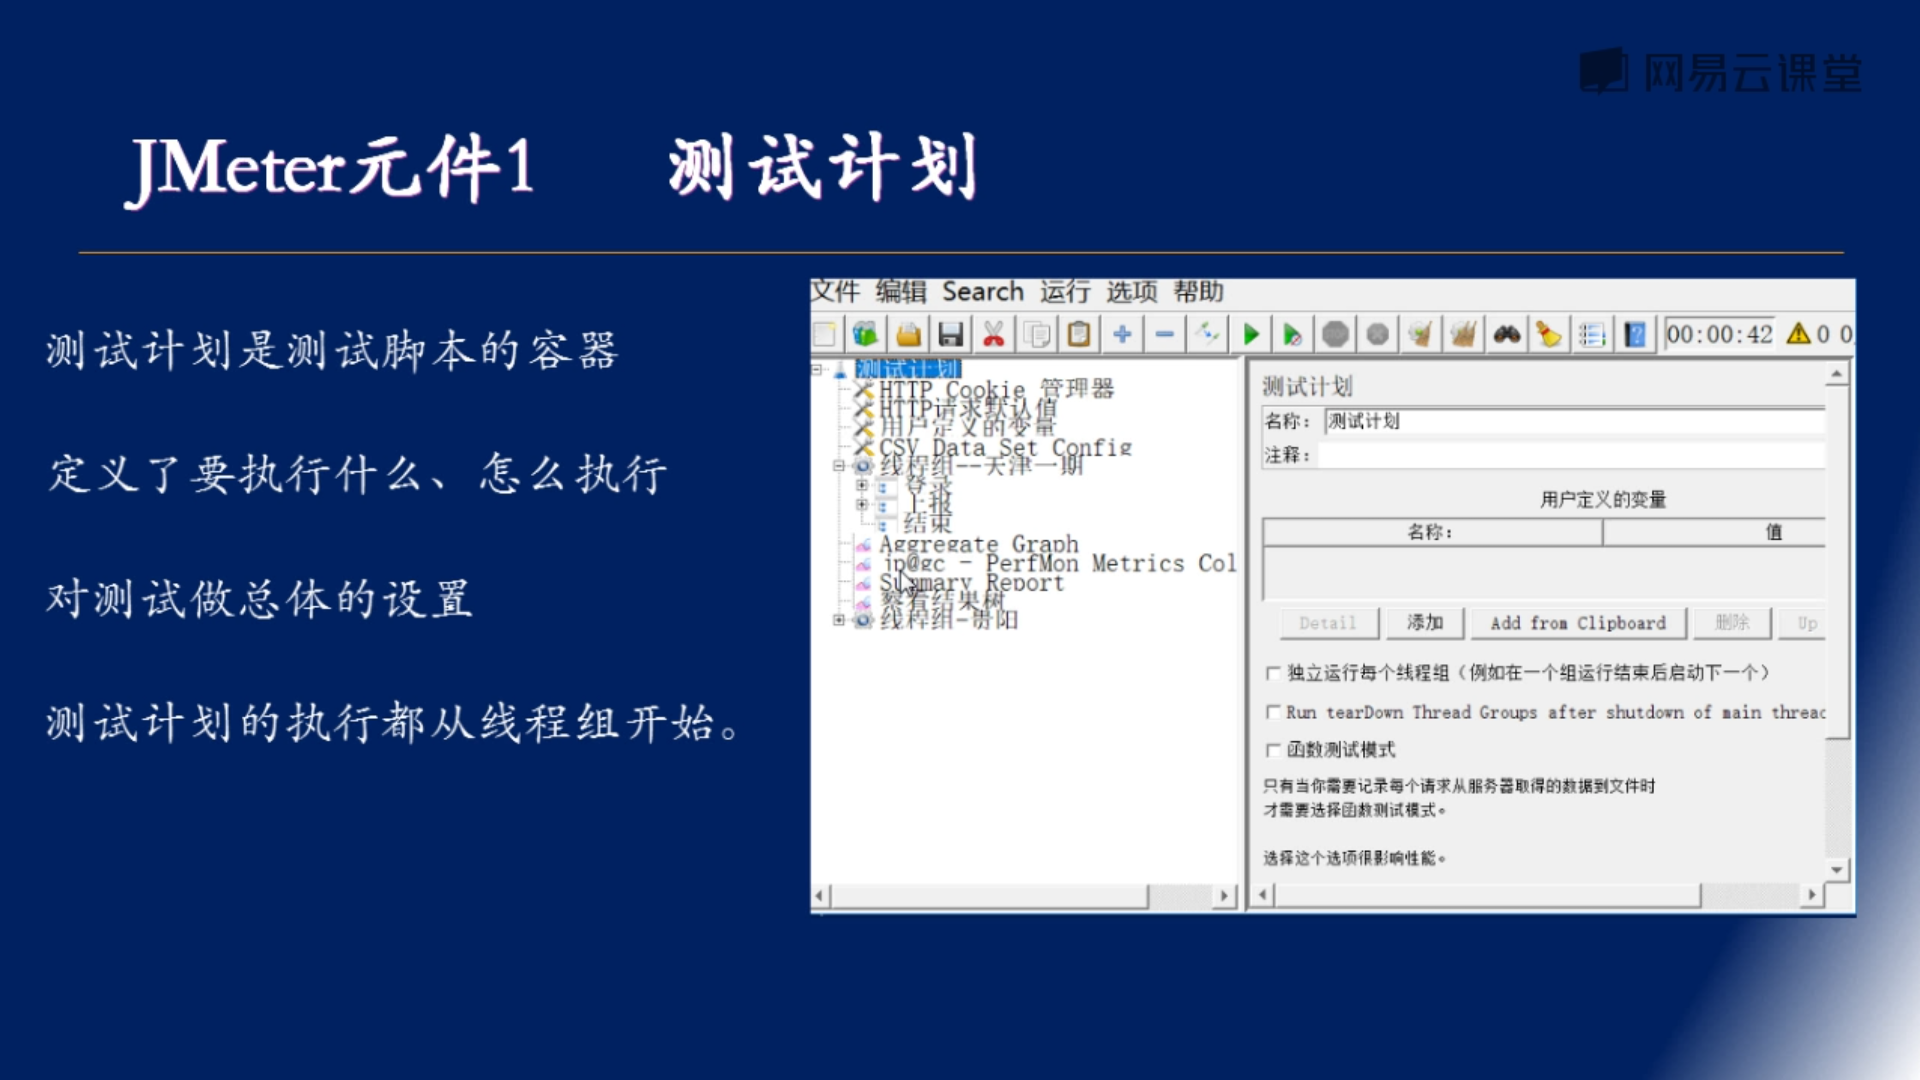 网易云课堂
JMeter元件1 测试计划
测试计划是测试脚本的容器
定义了要执行什么、怎么执行
对测试做总体的设置
测试计划的执行都从线程组开始。
文件 编辑 Search 运行 选项 帮助
00:00:42 0 0
测试计划
HTTP Cookie 管理器
HTTP请求默认值
用户定义的变量
CSV Data Set Config
线程组--天津一期
登录
上报
结束
Aggregate Graph
jp@gc - PerfMon Metrics Col
Summary Report
察看结果树
线程组-贵阳
测试计划
名称： 测试计划
注释：
用户定义的变量
名称： 值
Detail 添加 Add from Clipboard 删除 Up
独立运行每个线程组（例如在一个组运行结束后启动下一个）
Run tearDown Thread Groups after shutdown of main threac
函数测试模式
只有当你需要记录每个请求从服务器取得的数据到文件时
才需要选择函数测试模式。
选择这个选项很影响性能。